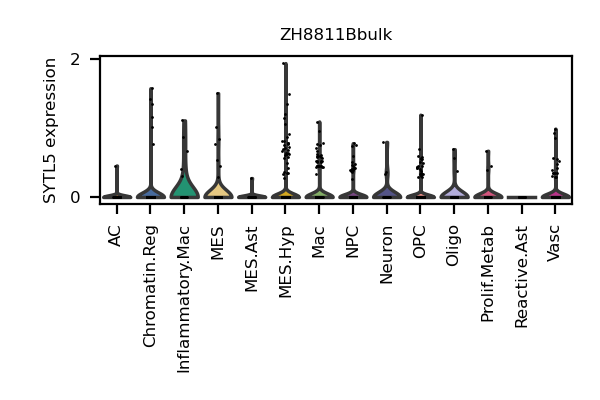 ZH8811Bbulk
SYTL5 expression
2
0
AC
Chromatin.Reg
Inflammatory.Mac
MES
MES.Ast
MES.Hyp
Mac
NPC
Neuron
OPC
Oligo
Prolif.Metab
Reactive.Ast
Vasc